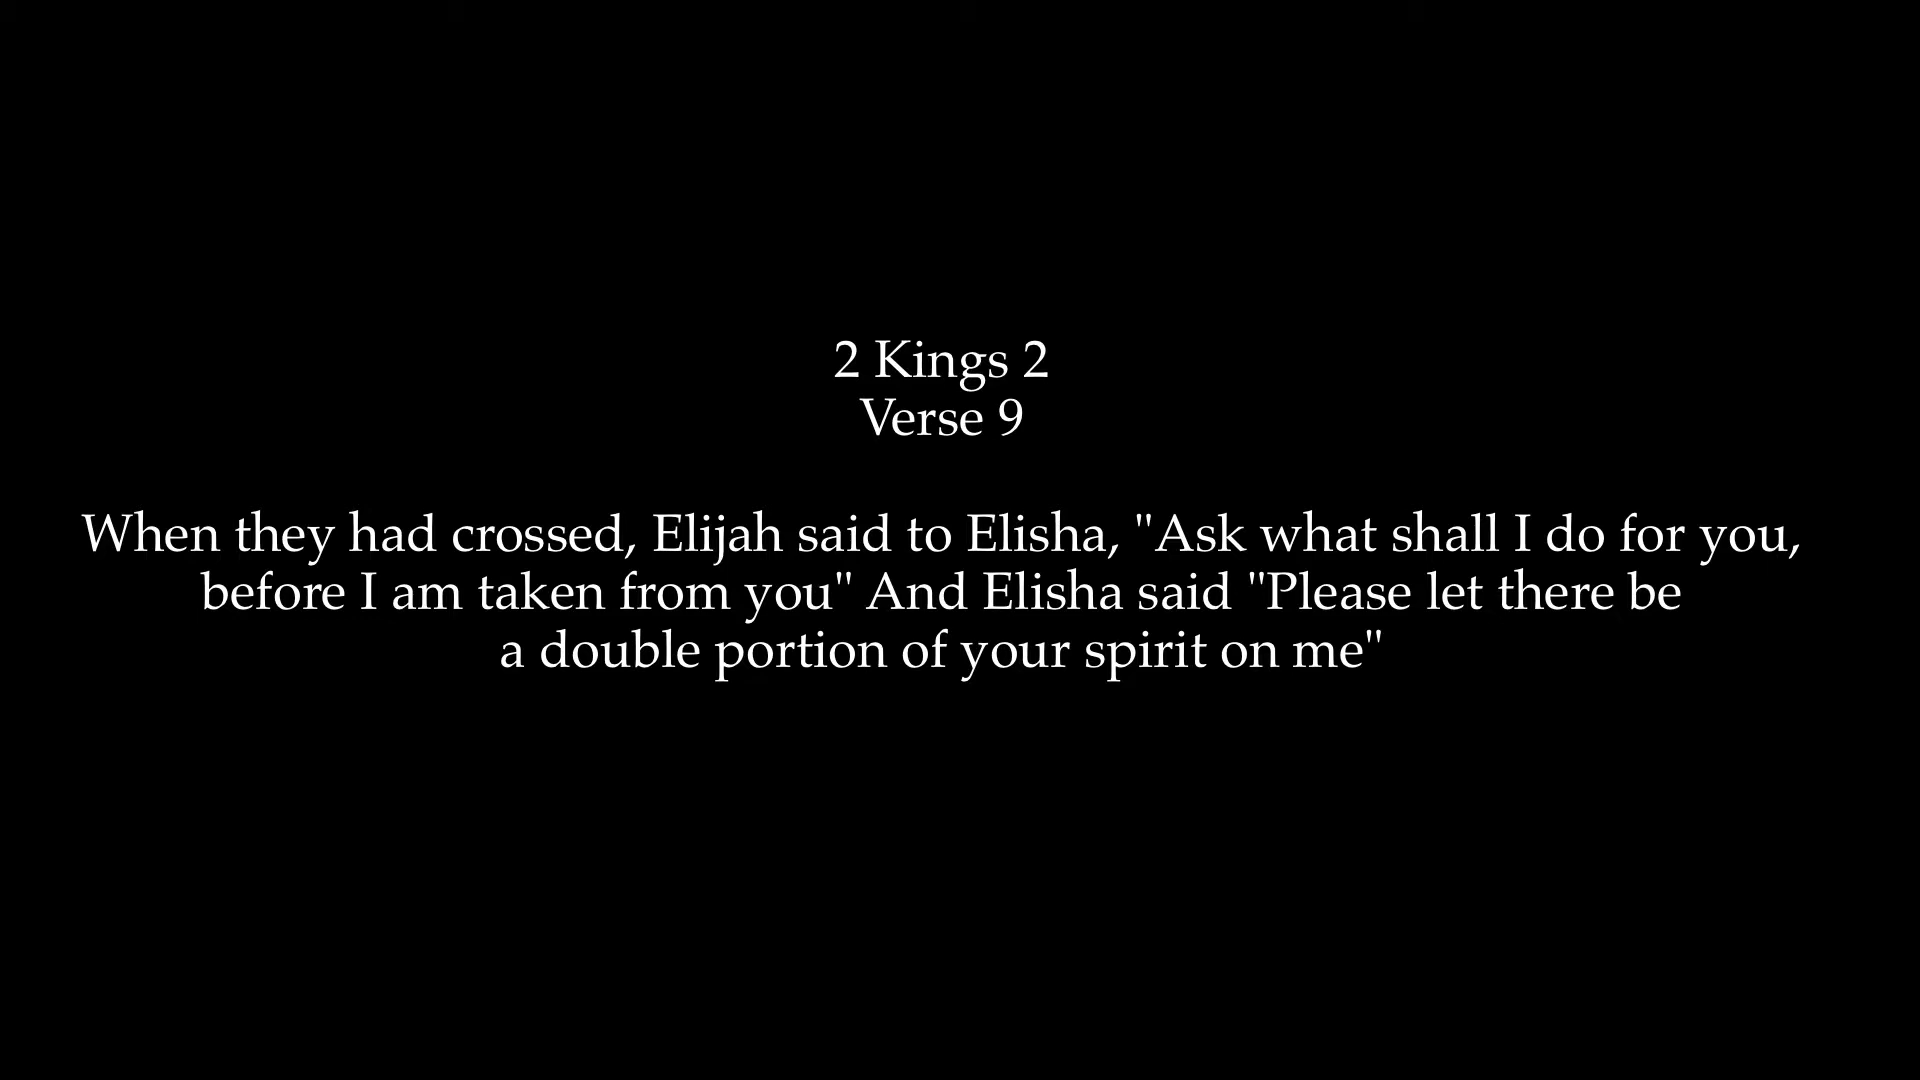 2 Kings 2
Verse 9
When they had crossed, Elijah said to Elisha, "Ask what shall I do for you,
before I am taken from you" And Elisha said "Please let there be
a double portion of your spirit on me"